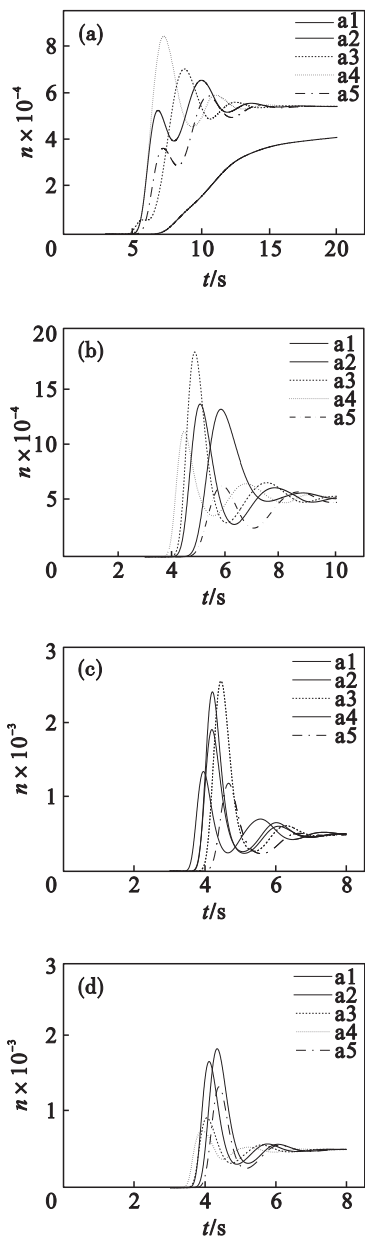 (a)
a1
a2
a3
a4
a5
8
6
4
2
0
n × 10⁻⁴
5 10 15 20
t/s
(b)
a1
a2
a3
a4
a5
20
15
10
5
0
n × 10⁻⁴
2 4 6 8 10
t/s
(c)
a1
a2
a3
a4
a5
3
2
1
0
n × 10⁻³
2 4 6 8
t/s
(d)
a1
a2
a3
a4
a5
3
2
1
0
n × 10⁻³
2 4 6 8
t/s